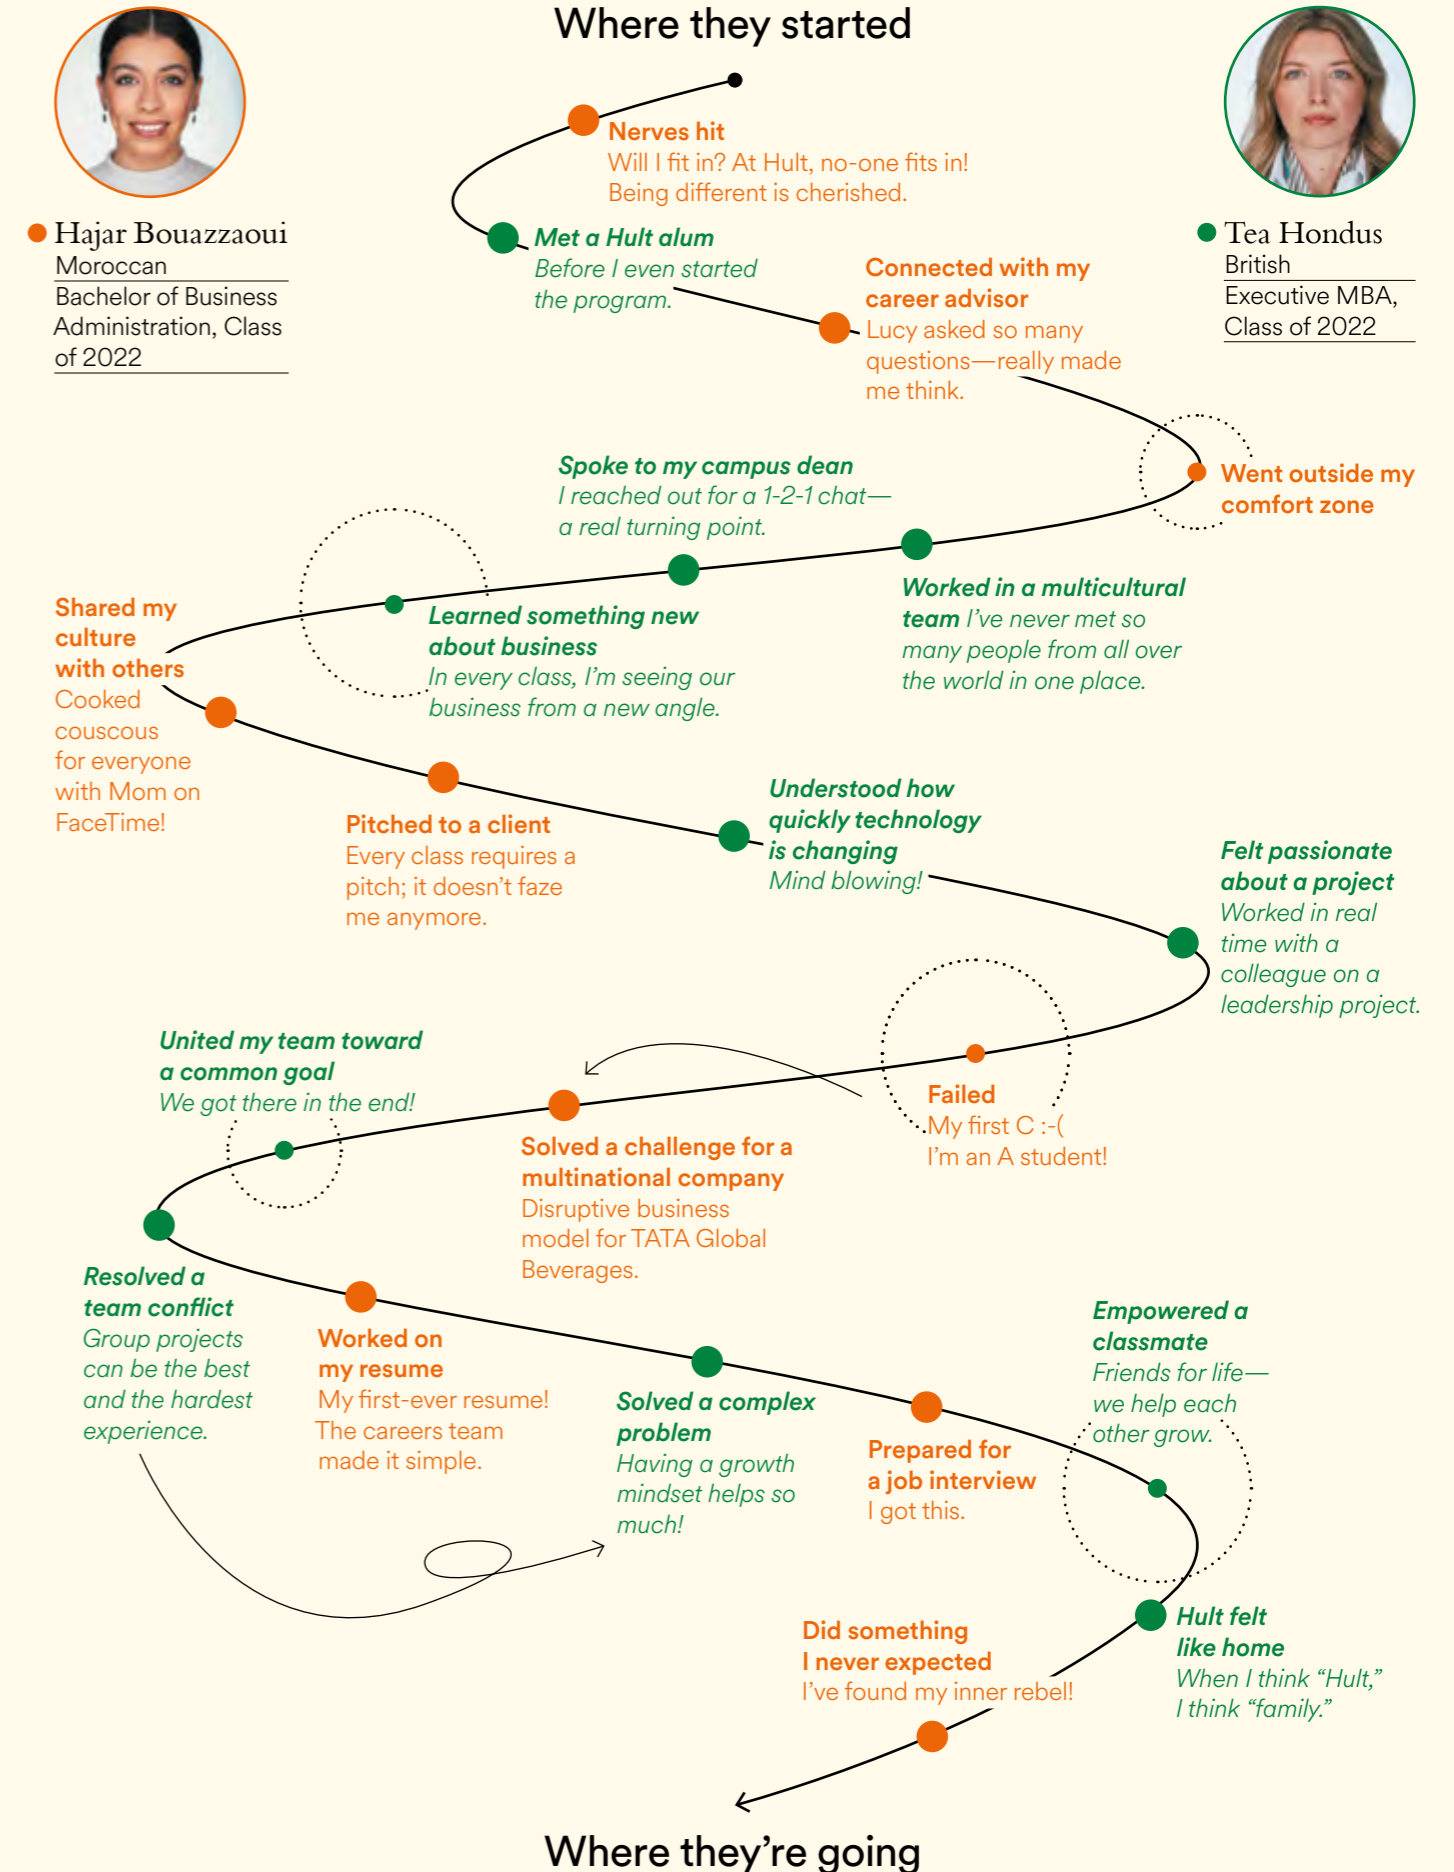 Where they started
Hajar Bouazzaoui
Moroccan
Bachelor of Business
Administration, Class
of 2022
Tea Hondus
British
Executive MBA,
Class of 2022
Nerves hit
Will I fit in? At Hult, no-one fits in!
Being different is cherished.
Met a Hult alum
Before I even started
the program.
Connected with my
career advisor
Lucy asked so many
questions—really made
me think.
Went outside my
comfort zone
Worked in a multicultural
team I’ve never met so
many people from all over
the world in one place.
Spoke to my campus dean
I reached out for a 1-2-1 chat—
a real turning point.
Learned something new
about business
In every class, I’m seeing our
business from a new angle.
Shared my
culture
with others
Cooked
couscous
for everyone
with Mom on
FaceTime!
Pitched to a client
Every class requires a
pitch; it doesn’t faze
me anymore.
Understood how
quickly technology
is changing
Mind blowing!
Felt passionate
about a project
Worked in real
time with a
colleague on a
leadership project.
Failed
My first C :-(
I’m an A student!
Solved a challenge for a
multinational company
Disruptive business
model for TATA Global
Beverages.
United my team toward
a common goal
We got there in the end!
Resolved a
team conflict
Group projects
can be the best
and the hardest
experience.
Worked on
my resume
My first-ever resume!
The careers team
made it simple.
Solved a complex
problem
Having a growth
mindset helps so
much!
Prepared for
a job interview
I got this.
Empowered a
classmate
Friends for life—
we help each
other grow.
Hult felt
like home
When I think “Hult,”
I think “family.”
Did something
I never expected
I’ve found my inner rebel!
Where they’re going